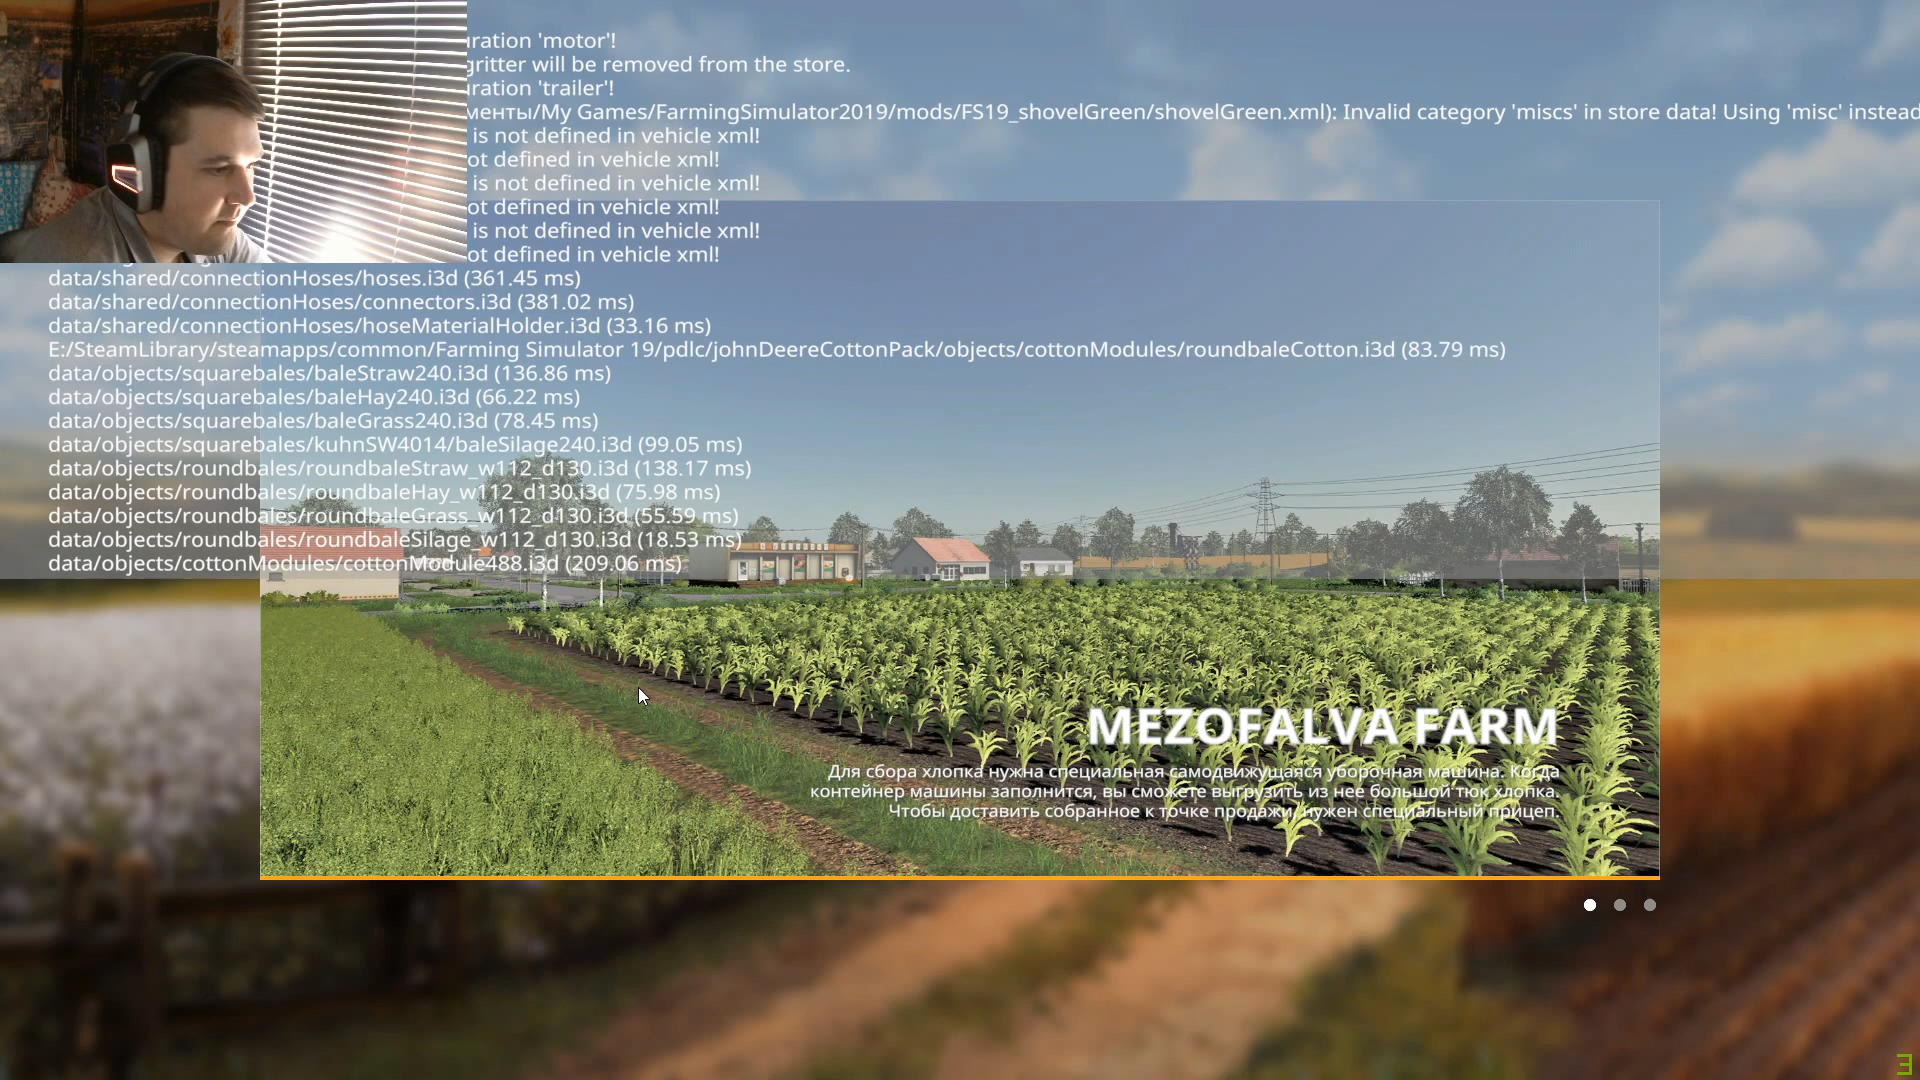 ration 'motor'!
gritter will be removed from the store.
ration 'trailer'!
менты/My Games/FarmingSimulator2019/mods/FS19_shovelGreen/shovelGreen.xml): Invalid category 'miscs' in store data! Using 'misc' instead
is not defined in vehicle xml!
ot defined in vehicle xml!
is not defined in vehicle xml!
ot defined in vehicle xml!
is not defined in vehicle xml!
ot defined in vehicle xml!
data/shared/connectionHoses/hoses.i3d (361.45 ms)
data/shared/connectionHoses/connectors.i3d (381.02 ms)
data/shared/connectionHoses/hoseMaterialHolder.i3d (33.16 ms)
E:/SteamLibrary/steamapps/common/Farming Simulator 19/pdlc/johnDeereCottonPack/objects/cottonModules/roundbaleCotton.i3d (83.79 ms)
data/objects/squarebales/baleStraw240.i3d (136.86 ms)
data/objects/squarebales/baleHay240.i3d (66.22 ms)
data/objects/squarebales/baleGrass240.i3d (78.45 ms)
data/objects/squarebales/kuhnSW4014/baleSilage240.i3d (99.05 ms)
data/objects/roundbales/roundbaleStraw_w112_d130.i3d (138.17 ms)
data/objects/roundbales/roundbaleHay_w112_d130.i3d (75.98 ms)
data/objects/roundbales/roundbaleGrass_w112_d130.i3d (55.59 ms)
data/objects/roundbales/roundbaleSilage_w112_d130.i3d (18.53 ms)
data/objects/cottonModules/cottonModule488.i3d (209.06 ms)
MEZOFALVA FARM
Для сбора хлопка нужна специальная самодвижущаяся уборочная машина. Когда
контейнер машины заполнится, вы сможете выгрузить из нее большой тюк хлопка.
Чтобы доставить собранное к точке продажи, нужен специальный прицеп.
3